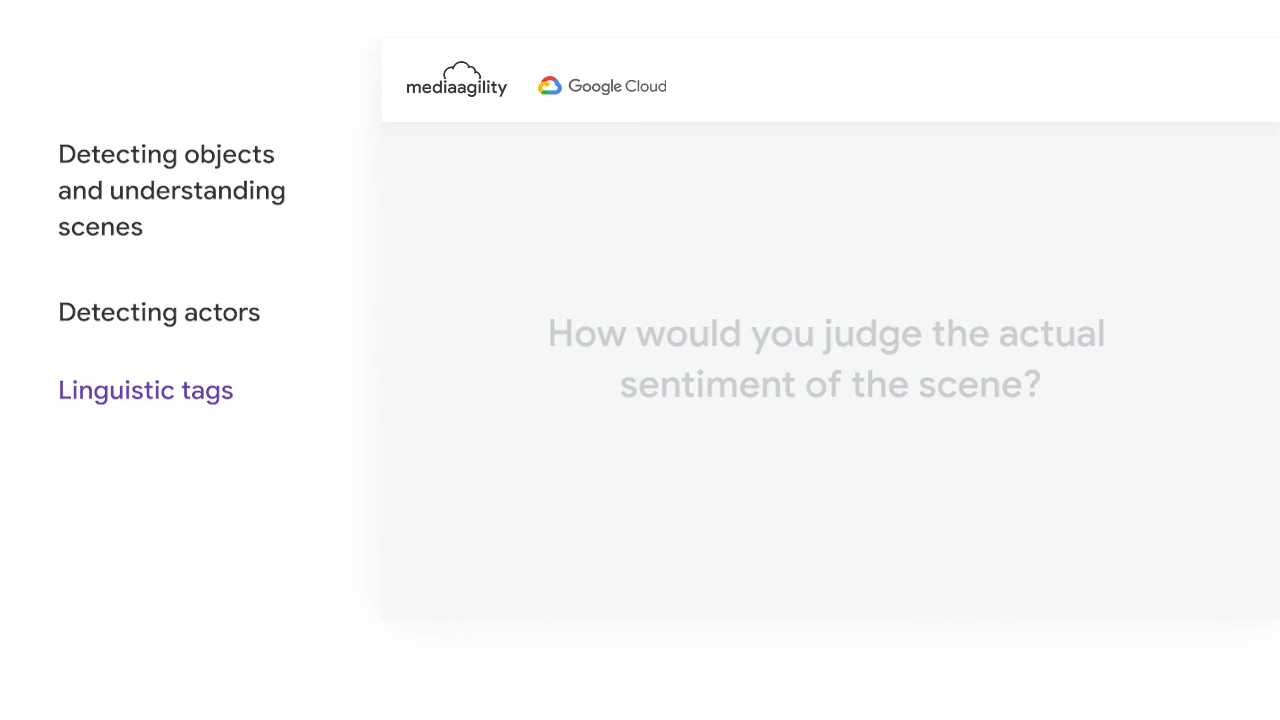 mediaagility
Google Cloud
Detecting objects
and understanding
scenes
Detecting actors
Linguistic tags
How would you judge the actual
sentiment of the scene?